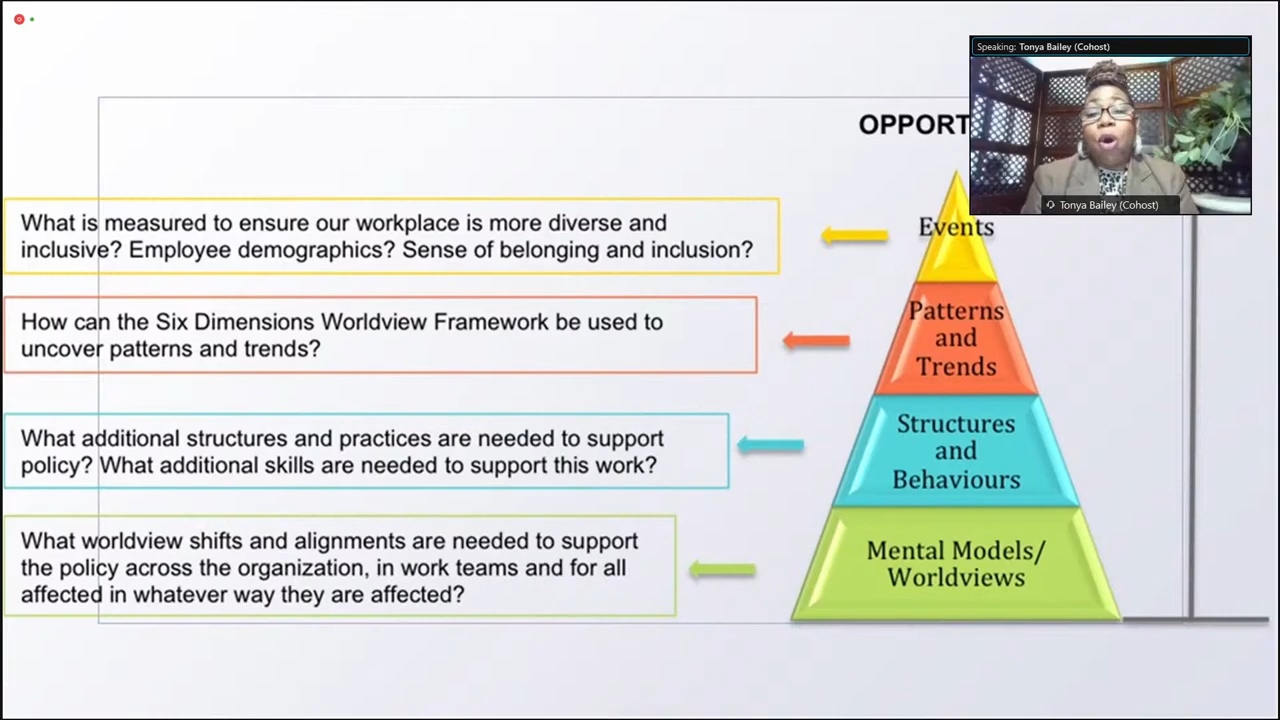 Speaking: Tonya Bailey (Cohost)
OPPORT
Tonya Bailey (Cohost)
What is measured to ensure our workplace is more diverse and
inclusive? Employee demographics? Sense of belonging and inclusion?
Events
How can the Six Dimensions Worldview Framework be used to
uncover patterns and trends?
Patterns
and
Trends
What additional structures and practices are needed to support
policy? What additional skills are needed to support this work?
Structures
and
Behaviours
What worldview shifts and alignments are needed to support
the policy across the organization, in work teams and for all
affected in whatever way they are affected?
Mental Models/
Worldviews